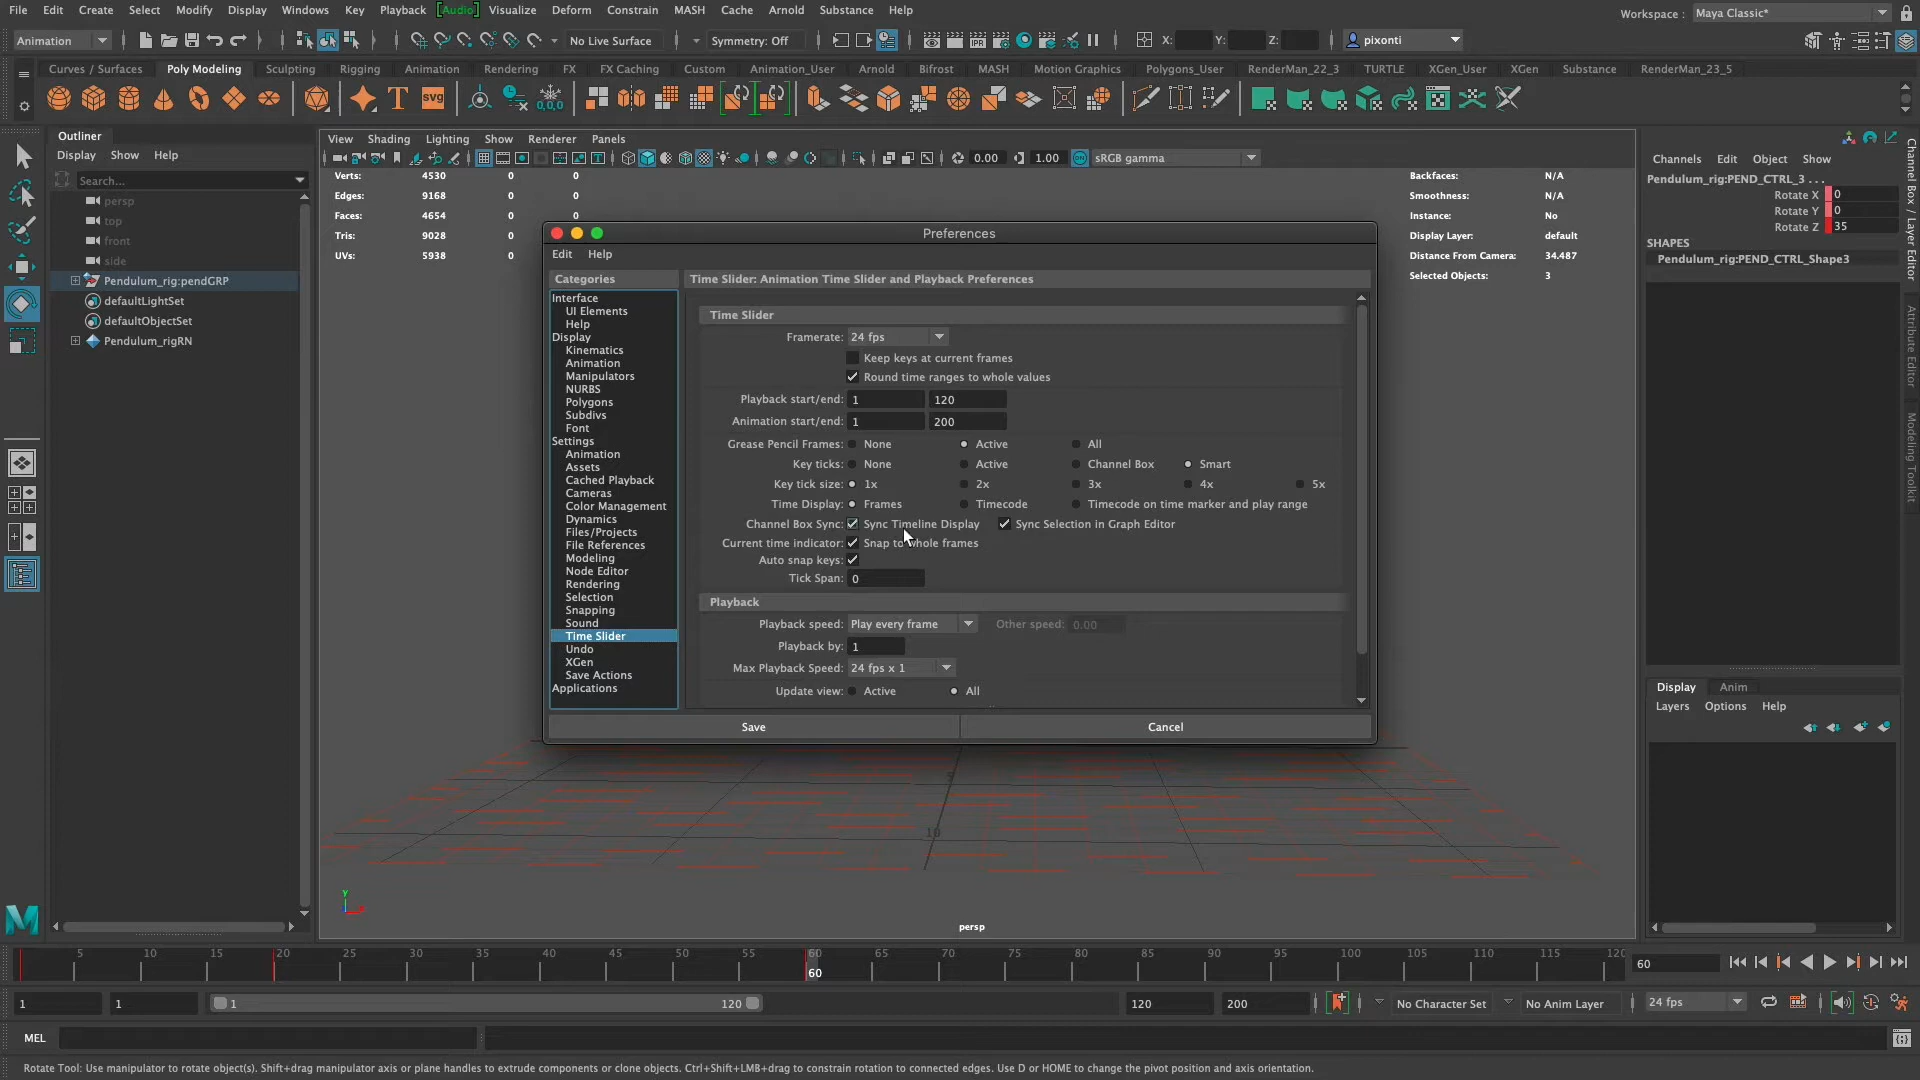 File Edit Create Select Modify Display Windows Key Playback [Audio] Visualize Deform Constrain MASH Cache Arnold Substance Help
Workspace : Maya Classic*
Animation No Live Surface Symmetry: Off X: Y: Z: pixonti
Curves / Surfaces Poly Modeling Sculpting Rigging Animation Rendering FX FX Caching Custom Animation_User Arnold Bifrost MASH Motion Graphics Polygons_User RenderMan_22_3 TURTLE XGen_User XGen Substance RenderMan_23_5
T SVG 0,0,0 IPR
Outliner
Display Show Help
Search...
persp
top
front
side
Pendulum_rig:pendGRP
defaultLightSet
defaultObjectSet
Pendulum_rigRN
View Shading Lighting Show Renderer Panels
0.00 1.00 sRGB gamma
Verts: 4530 0 0
Edges: 9168 0 0
Faces: 4654 0 0
Tris: 9028 0
UVs: 5938 0
Backfaces: N/A
Smoothness: N/A
Instance: No
Display Layer: default
Distance From Camera: 34.487
Selected Objects: 3
Preferences
Edit Help
Categories
Interface
UI Elements
Help
Display
Kinematics
Animation
Manipulators
NURBS
Polygons
Subdivs
Font
Settings
Animation
Assets
Cached Playback
Cameras
Color Management
Dynamics
Files/Projects
File References
Modeling
Node Editor
Rendering
Selection
Snapping
Sound
Time Slider
Undo
XGen
Save Actions
Applications
Time Slider: Animation Time Slider and Playback Preferences
Time Slider
Framerate: 24 fps
Keep keys at current frames
Round time ranges to whole values
Playback start/end: 1 120
Animation start/end: 1 200
Grease Pencil Frames: None Active All
Key ticks: None Active Channel Box Smart
Key tick size: 1x 2x 3x 4x 5x
Time Display: Frames Timecode Timecode on time marker and play range
Channel Box Sync: Sync Timeline Display Sync Selection in Graph Editor
Current time indicator: Snap to whole frames
Auto snap keys:
Tick Span: 0
Playback
Playback speed: Play every frame Other speed: 0.00
Playback by: 1
Max Playback Speed: 24 fps x 1
Update view: Active All
Save Cancel
10
y
persp
Channels Edit Object Show
Pendulum_rig:PEND_CTRL_3 . . .
Rotate X 0
Rotate Y 0
Rotate Z 35
SHAPES
Pendulum_rig:PEND_CTRL_Shape3
Channel Box / Layer Editor
Attribute Editor
Modeling Toolkit
Display Anim
Layers Options Help
5 10 15 20 25 30 35 40 45 50 55 60 65 70 75 80 85 90 95 100 105 110 115 120
60 60
1 1 1 120 120 200 No Character Set No Anim Layer 24 fps
MEL
Rotate Tool: Use manipulator to rotate object(s). Shift+drag manipulator axis or plane handles to extrude components or clone objects. Ctrl+Shift+LMB+drag to constrain rotation to connected edges. Use D or HOME to change the pivot position and axis orientation.